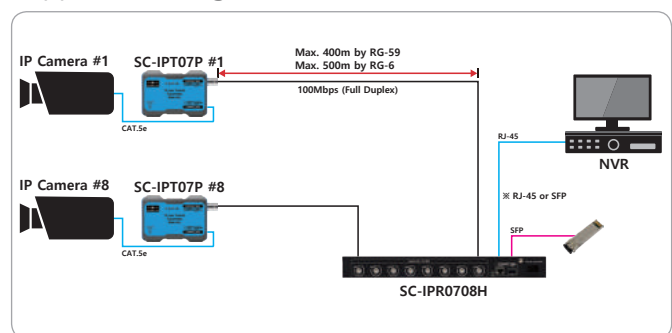 IP Camera #1
SC-IPT07P #1
Max. 400m by RG-59
Max. 500m by RG-6
100Mbps (Full Duplex)
CAT.5e
RJ-45
NVR
IP Camera #8
SC-IPT07P #8
※ RJ-45 or SFP
SFP
CAT.5e
SC-IPR0708H